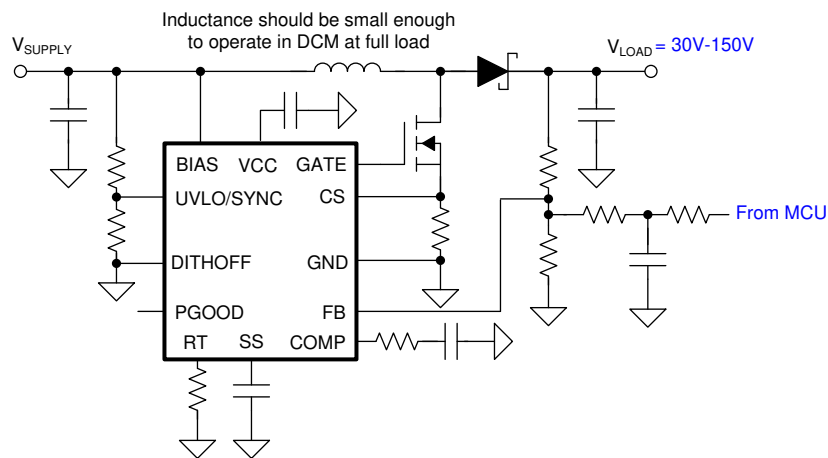 Inductance should be small enough
to operate in DCM at full load
VSUPPLY
VLOAD = 30V-150V
BIAS
VCC
GATE
UVLO/SYNC
CS
From MCU
DITHOFF
GND
PGOOD
FB
RT
SS
COMP